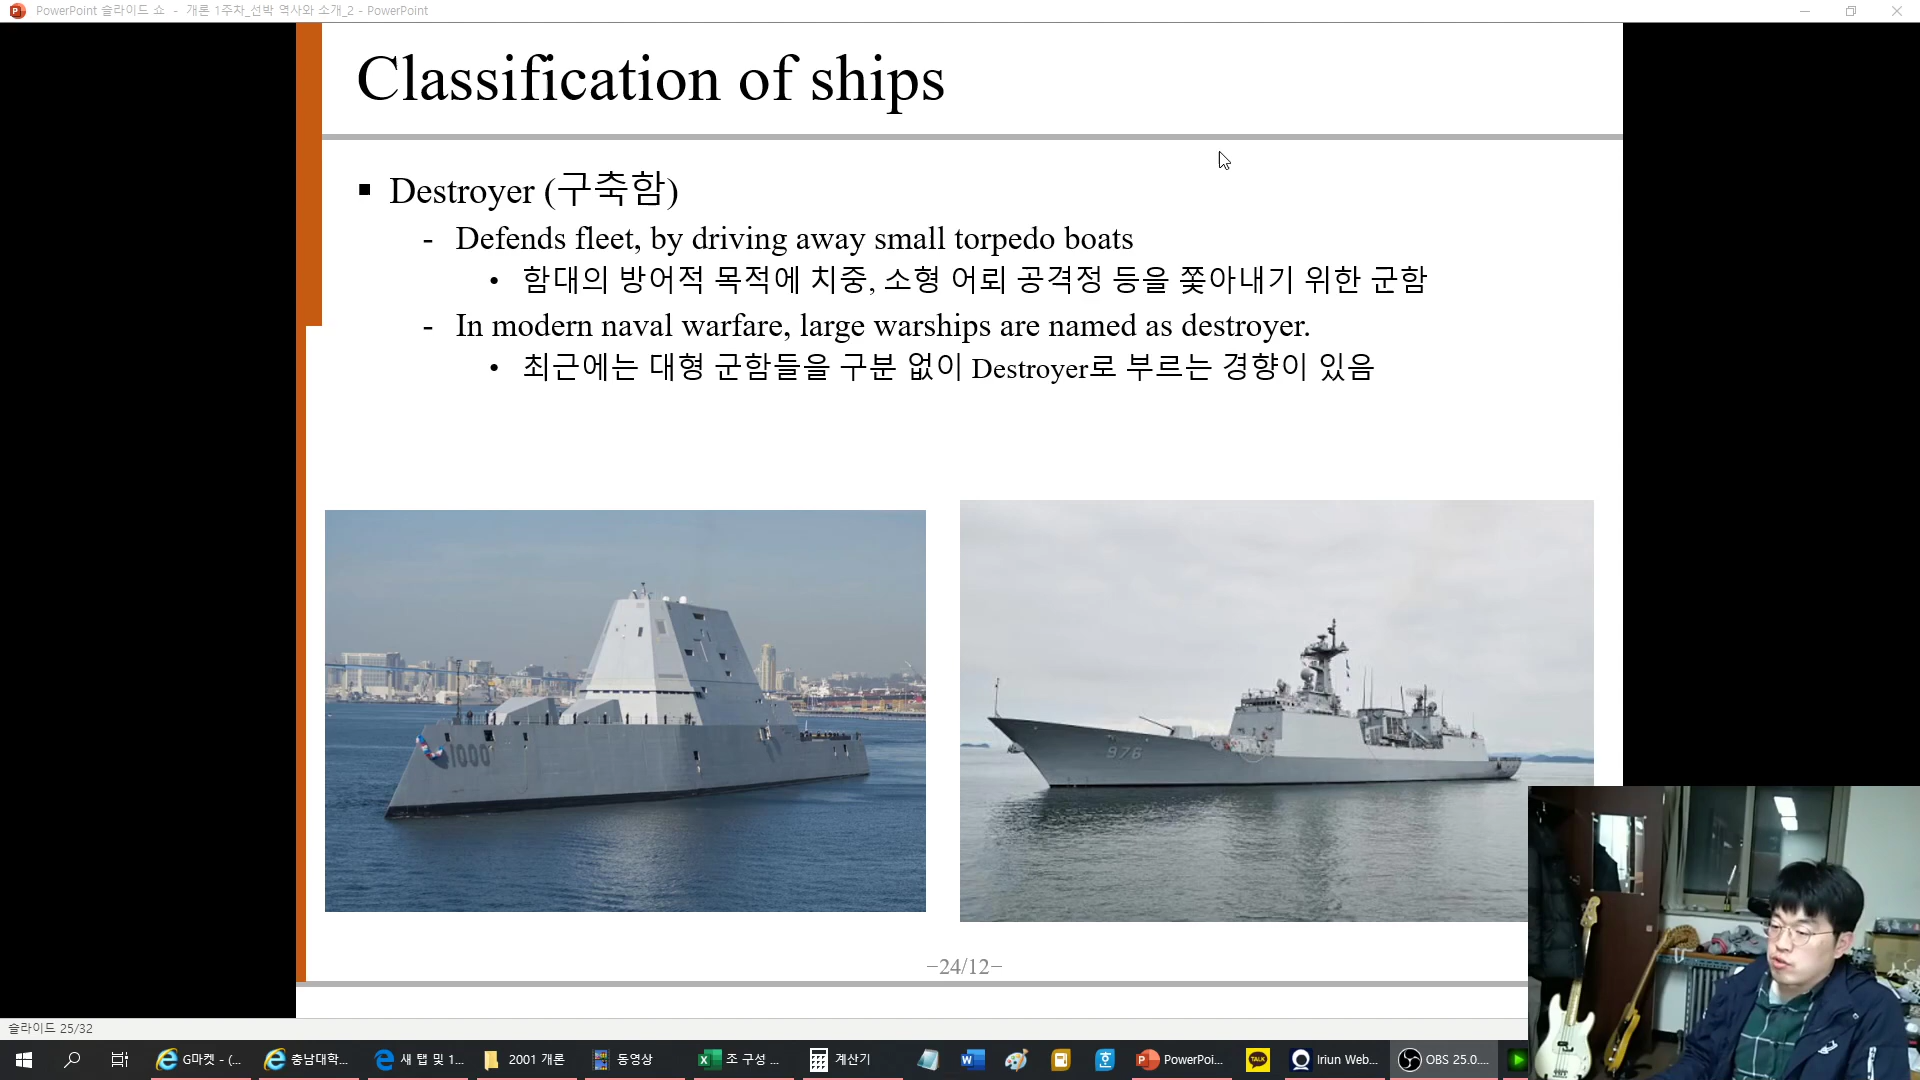 PowerPoint 슬라이드 쇼 - 개론 1주차_선박 역사와 소개_2 - PowerPoint
Classification of ships
▪ Destroyer (구축함)
- Defends fleet, by driving away small torpedo boats
• 함대의 방어적 목적에 치중, 소형 어뢰 공격정 등을 쫓아내기 위한 군함
- In modern naval warfare, large warships are named as destroyer.
• 최근에는 대형 군함들을 구분 없이 Destroyer로 부르는 경향이 있음
1000
976
−24/12−
슬라이드 25/32
G마켓 - (...
충남대학...
새 탭 및 1...
2001 개론
동영상
조 구성 ...
계산기
PowerPoi...
TALK
Iriun Web...
OBS 25.0....